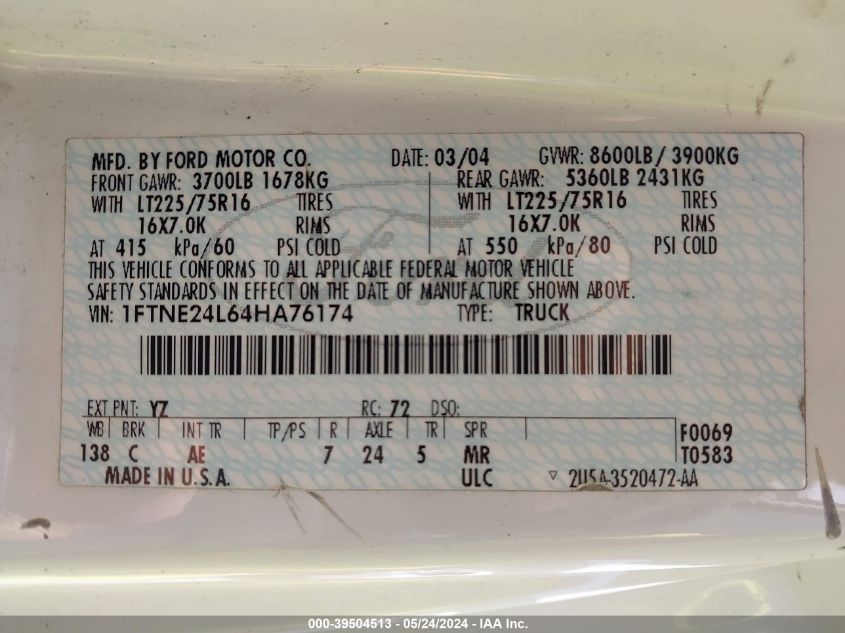 MFD. BY FORD MOTOR CO. DATE: 03/04 GVWR: 8600LB/ 3900KG
FRONT GAWR: 3700LB 1678KG REAR GAWR: 5360LB 2431KG
WITH LT225/75R16 TIRES WITH LT225/75R16 TIRES
16X7.0K RIMS 16X7.0K RIMS
AT 415 kPa/60 PSI COLD AT 550 kPa/80 PSI COLD
THIS VEHICLE CONFORMS TO ALL APPLICABLE FEDERAL MOTOR VEHICLE
SAFETY STANDARDS IN EFFECT ON THE DATE OF MANUFACTURE SHOWN ABOVE.
VIN: 1FTNE24L64HA76174 TYPE: TRUCK
EXT PNT: YZ RC: 72 DSO:
WB BRK INT TR TP/PS R AXLE TR SPR F0069
138 C AE 7 24 5 MR T0583
MADE IN U.S.A. ULC 2U5A-3520472-AA
000-39504513 - 05/24/2024 - IAA Inc.